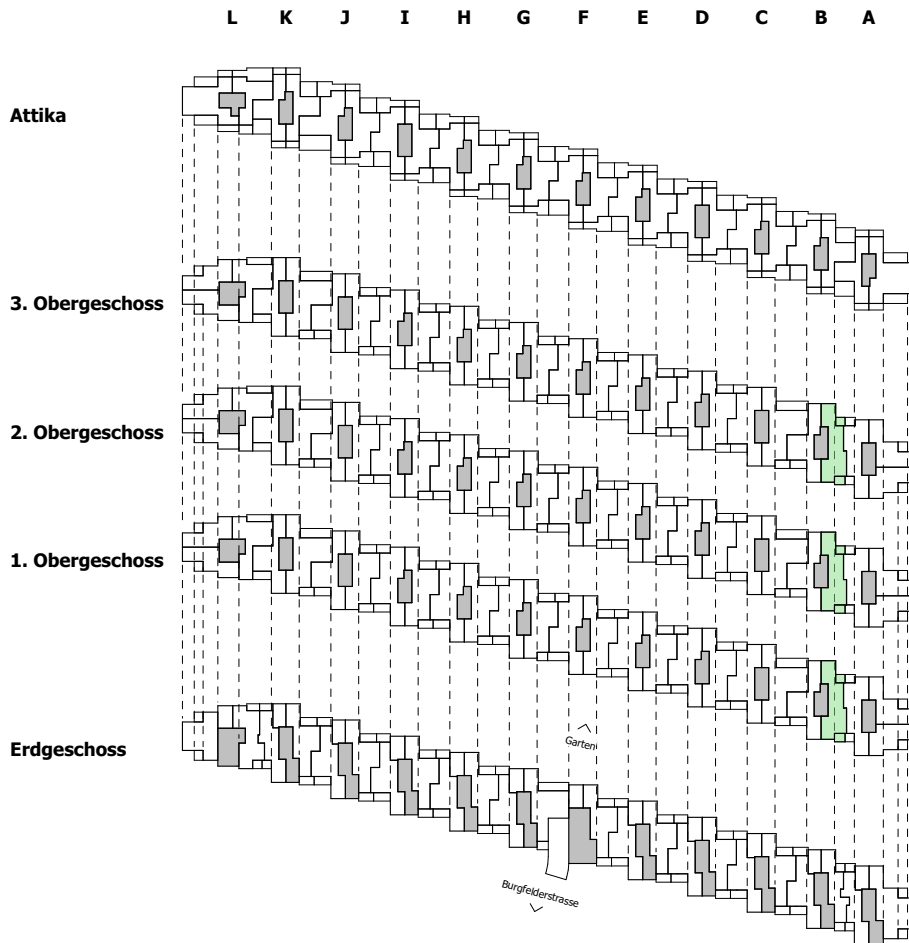 L K J I H G F E D C B A
Attika
3. Obergeschoss
2. Obergeschoss
1. Obergeschoss
Garten
Erdgeschoss
Burgfelderstrasse